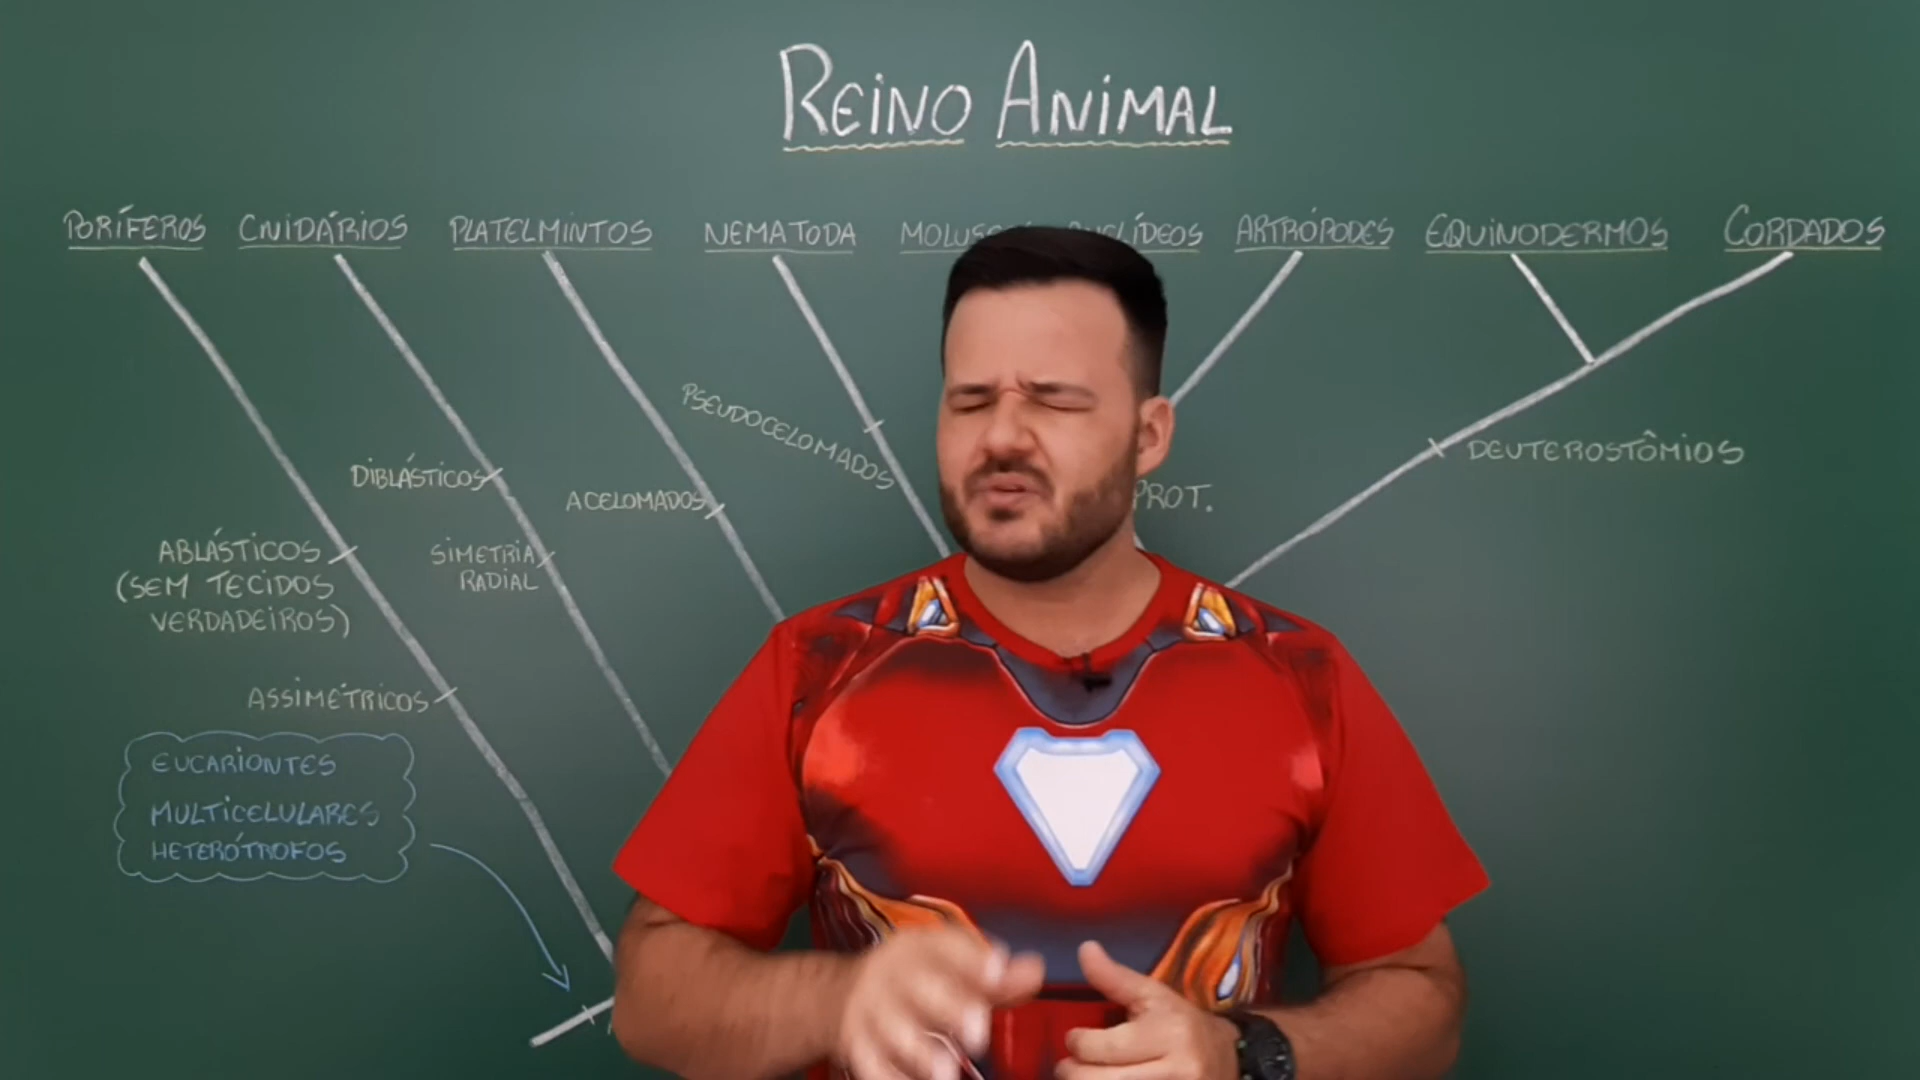 REINO ANIMAL
PORÍFEROS CNIDÁRIOS PLATELMINTOS NEMATODA ARTRÓPODES EQUINODERMOS CORDADOS
PSEUDOCELOMADOS
DIBLÁSTICOS
ACELOMADOS
DEUTEROSTÔMIOS
PROT.
ABLÁSTICOS
(SEM TECIDOS
VERDADEIROS)
SIMETRIA
RADIAL
ASSIMÉTRICOS
EUCARIONTES
MULTICELULARES
HETERÓTROFOS